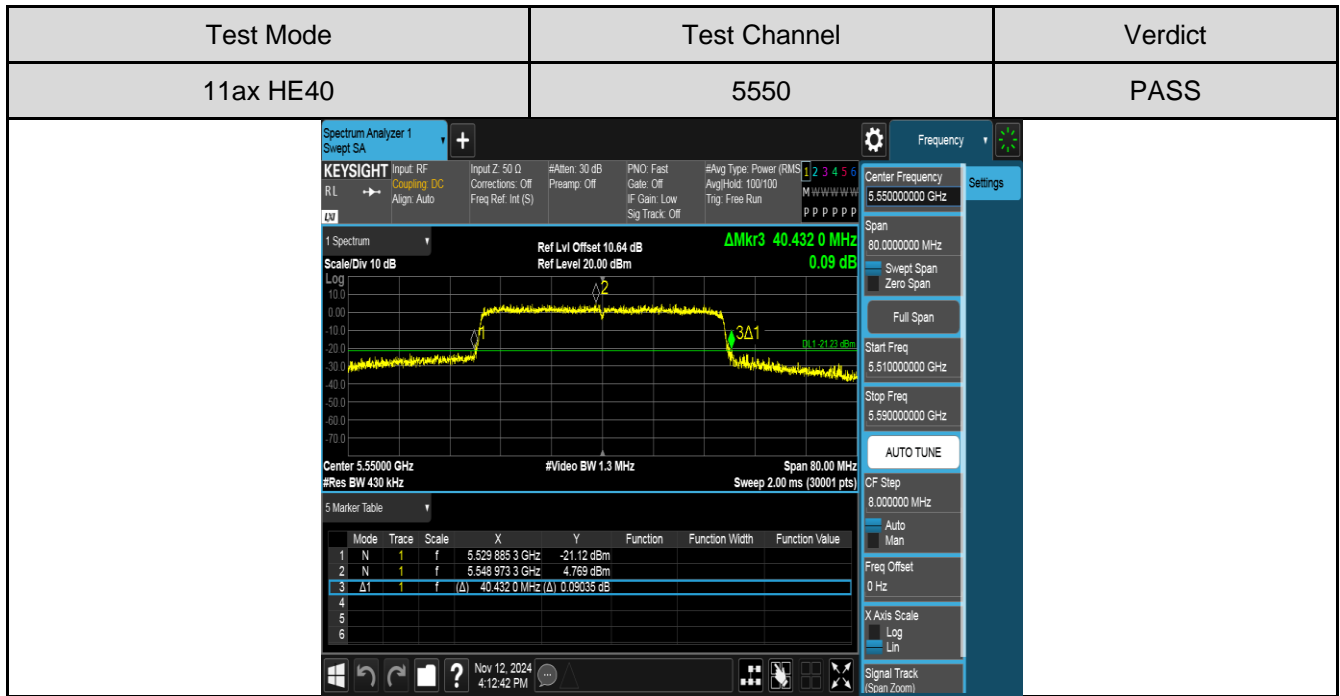 Test Mode Test Channel Verdict
11ax HE40 5550 PASS
Spectrum Analyzer 1
Swept SA
+
Frequency
KEYSIGHT Input: RF Input Z: 50 Ω #Atten: 30 dB PNO: Fast #Avg Type: Power (RMS 1 2 3 4 5 6
RL Coupling: DC Corrections: Off Preamp: Off Gate: Off Avg|Hold: 100/100 M W W W W W
Align: Auto Freq Ref: Int (S) IF Gain: Low Trig: Free Run
LXI Sig Track: Off P P P P P P
1 Spectrum
Scale/Div 10 dB
Ref Lvl Offset 10.64 dB
Ref Level 20.00 dBm
ΔMkr3 40.432 0 MHz
0.09 dB
Log
10.0
0.00
-10.0
-20.0
-30.0
-40.0
-50.0
-60.0
-70.0
2
1
3Δ1
DL1 -21.23 dBm
Center 5.55000 GHz #Video BW 1.3 MHz Span 80.00 MHz
#Res BW 430 kHz Sweep 2.00 ms (30001 pts)
5 Marker Table
Mode Trace Scale X Y Function Function Width Function Value
1 N 1 f 5.529 885 3 GHz -21.12 dBm
2 N 1 f 5.548 973 3 GHz 4.769 dBm
3 Δ1 1 f (Δ) 40.432 0 MHz (Δ) 0.09035 dB
4
5
6
Nov 12, 2024
4:12:42 PM
?
Center Frequency
5.550000000 GHz
Settings
Span
80.0000000 MHz
Swept Span
Zero Span
Full Span
Start Freq
5.510000000 GHz
Stop Freq
5.590000000 GHz
AUTO TUNE
CF Step
8.000000 MHz
Auto
Man
Freq Offset
0 Hz
X Axis Scale
Log
Lin
Signal Track
(Span Zoom)